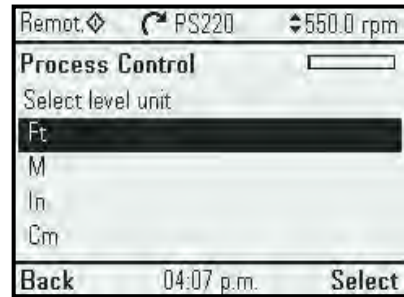 Remot. PS220 550.0 rpm
Process Control
Select level unit
Ft
M
In
Cm
Back 04:07 p.m. Select